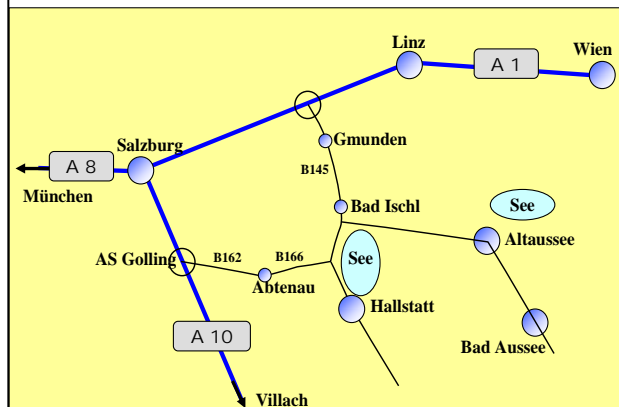 Linz
A 1
Wien
Salzburg
Gmunden
A 8
München
B145
Bad Ischl
See
AS Golling
B162
B166
See
Altaussee
Abtenau
Hallstatt
A 10
Bad Aussee
Villach